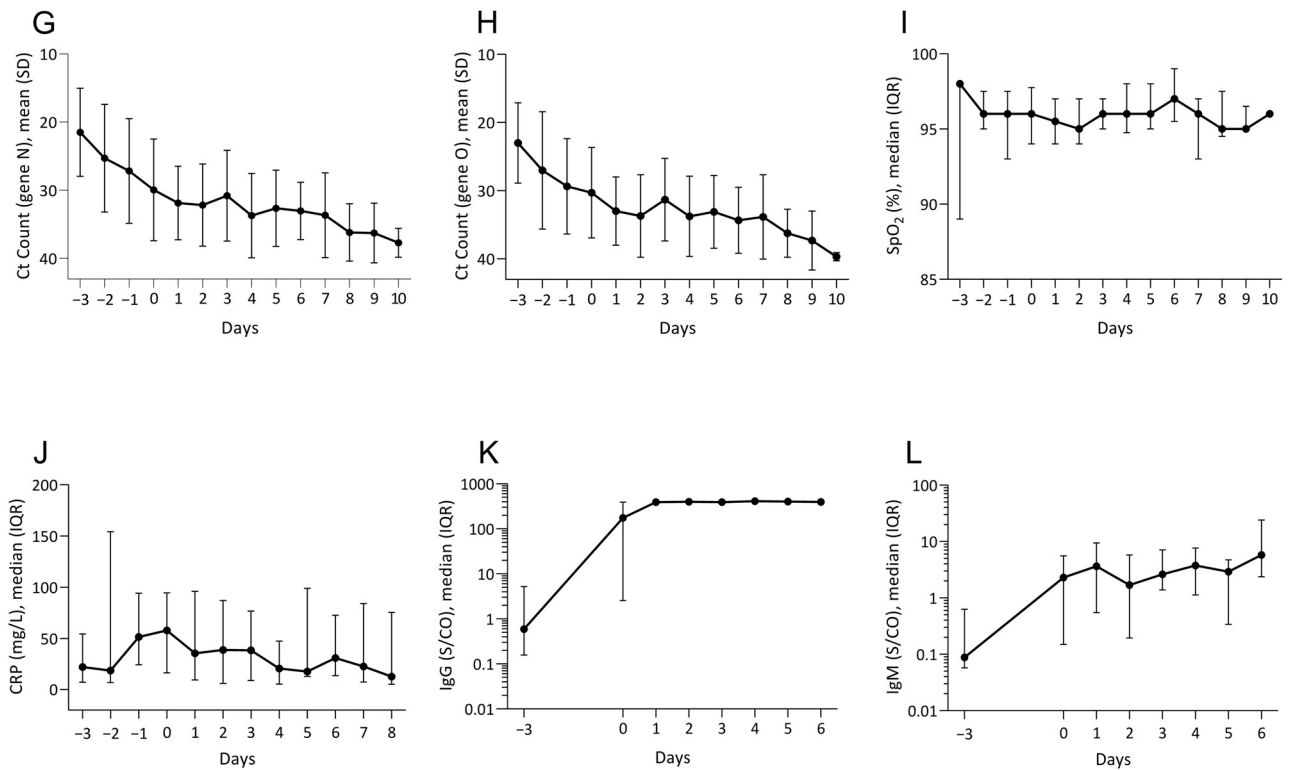 G
Ct Count (gene N), mean (SD)
10
20
30
40
−3 −2 −1 0 1 2 3 4 5 6 7 8 9 10
Days
H
Ct Count (gene O), mean (SD)
10
20
30
40
−3 −2 −1 0 1 2 3 4 5 6 7 8 9 10
Days
I
SpO2 (%), median (IQR)
100
95
90
85
−3 −2 −1 0 1 2 3 4 5 6 7 8 9 10
Days
J
CRP (mg/L), median (IQR)
200
150
100
50
0
−3 −2 −1 0 1 2 3 4 5 6 7 8
Days
K
IgG (S/CO), median (IQR)
1000
100
10
1
0.1
0.01
−3 0 1 2 3 4 5 6
Days
L
IgM (S/CO), median (IQR)
100
10
1
0.1
0.01
−3 0 1 2 3 4 5 6
Days